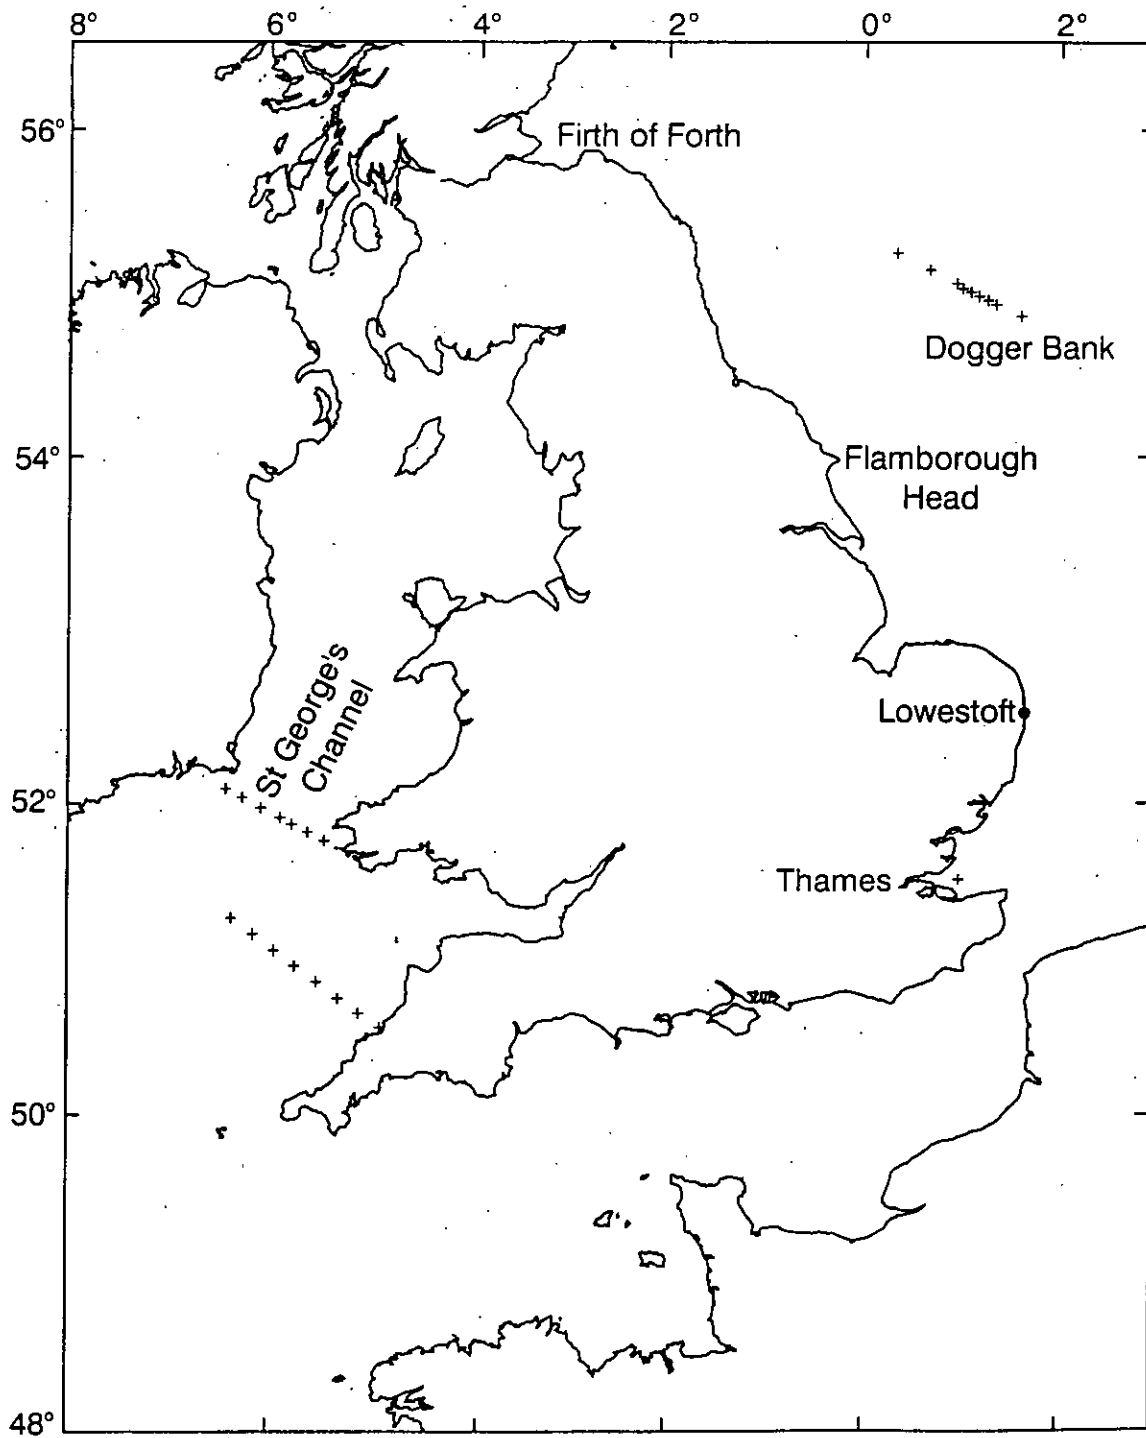 8° 6° 4° 2° 0° 2°
56°
Firth of Forth
Dogger Bank
54°
Flamborough
Head
St George's
Channel
Lowestoft
52°
Thames
50°
48°